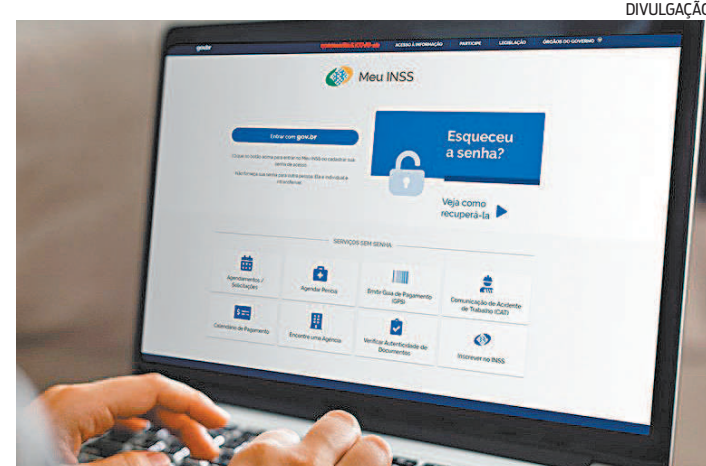 DIVULGAÇÃO
govbr
ACESSO À INFORMAÇÃO
PARTICIPE
LEGISLAÇÃO
ÓRGÃOS DO GOVERNO
Meu INSS
Entrar com gov.br
Esqueceu
a senha?
Veja como
recuperá-la
SERVIÇOS SEM SENHA
Agendamentos /
Solicitações
Agendar Perícia
Emitir Guia de Pagamento
(GPS)
Comunicação de Acidente
de Trabalho (CAT)
Calendário de Pagamento
Encontre uma Agência
Verificar Autenticidade de
Documentos
Inscrever no INSS